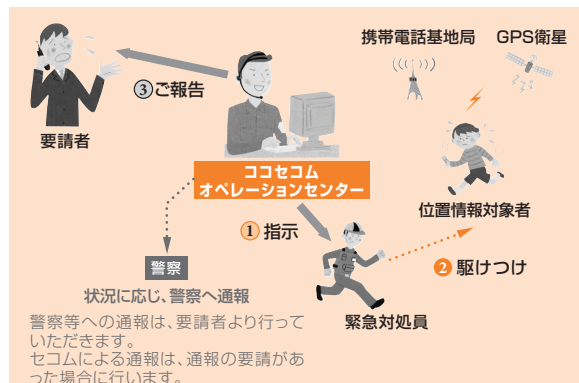 携帯電話基地局
GPS衛星
③ご報告
要請者
ココセコム
オペレーションセンター
位置情報対象者
①指示
②駆けつけ
警察
緊急対処員
状況に応じ、警察へ通報
警察等への通報は、要請者より行って
いただきます。
セコムによる通報は、通報の要請があ
った場合に行います。